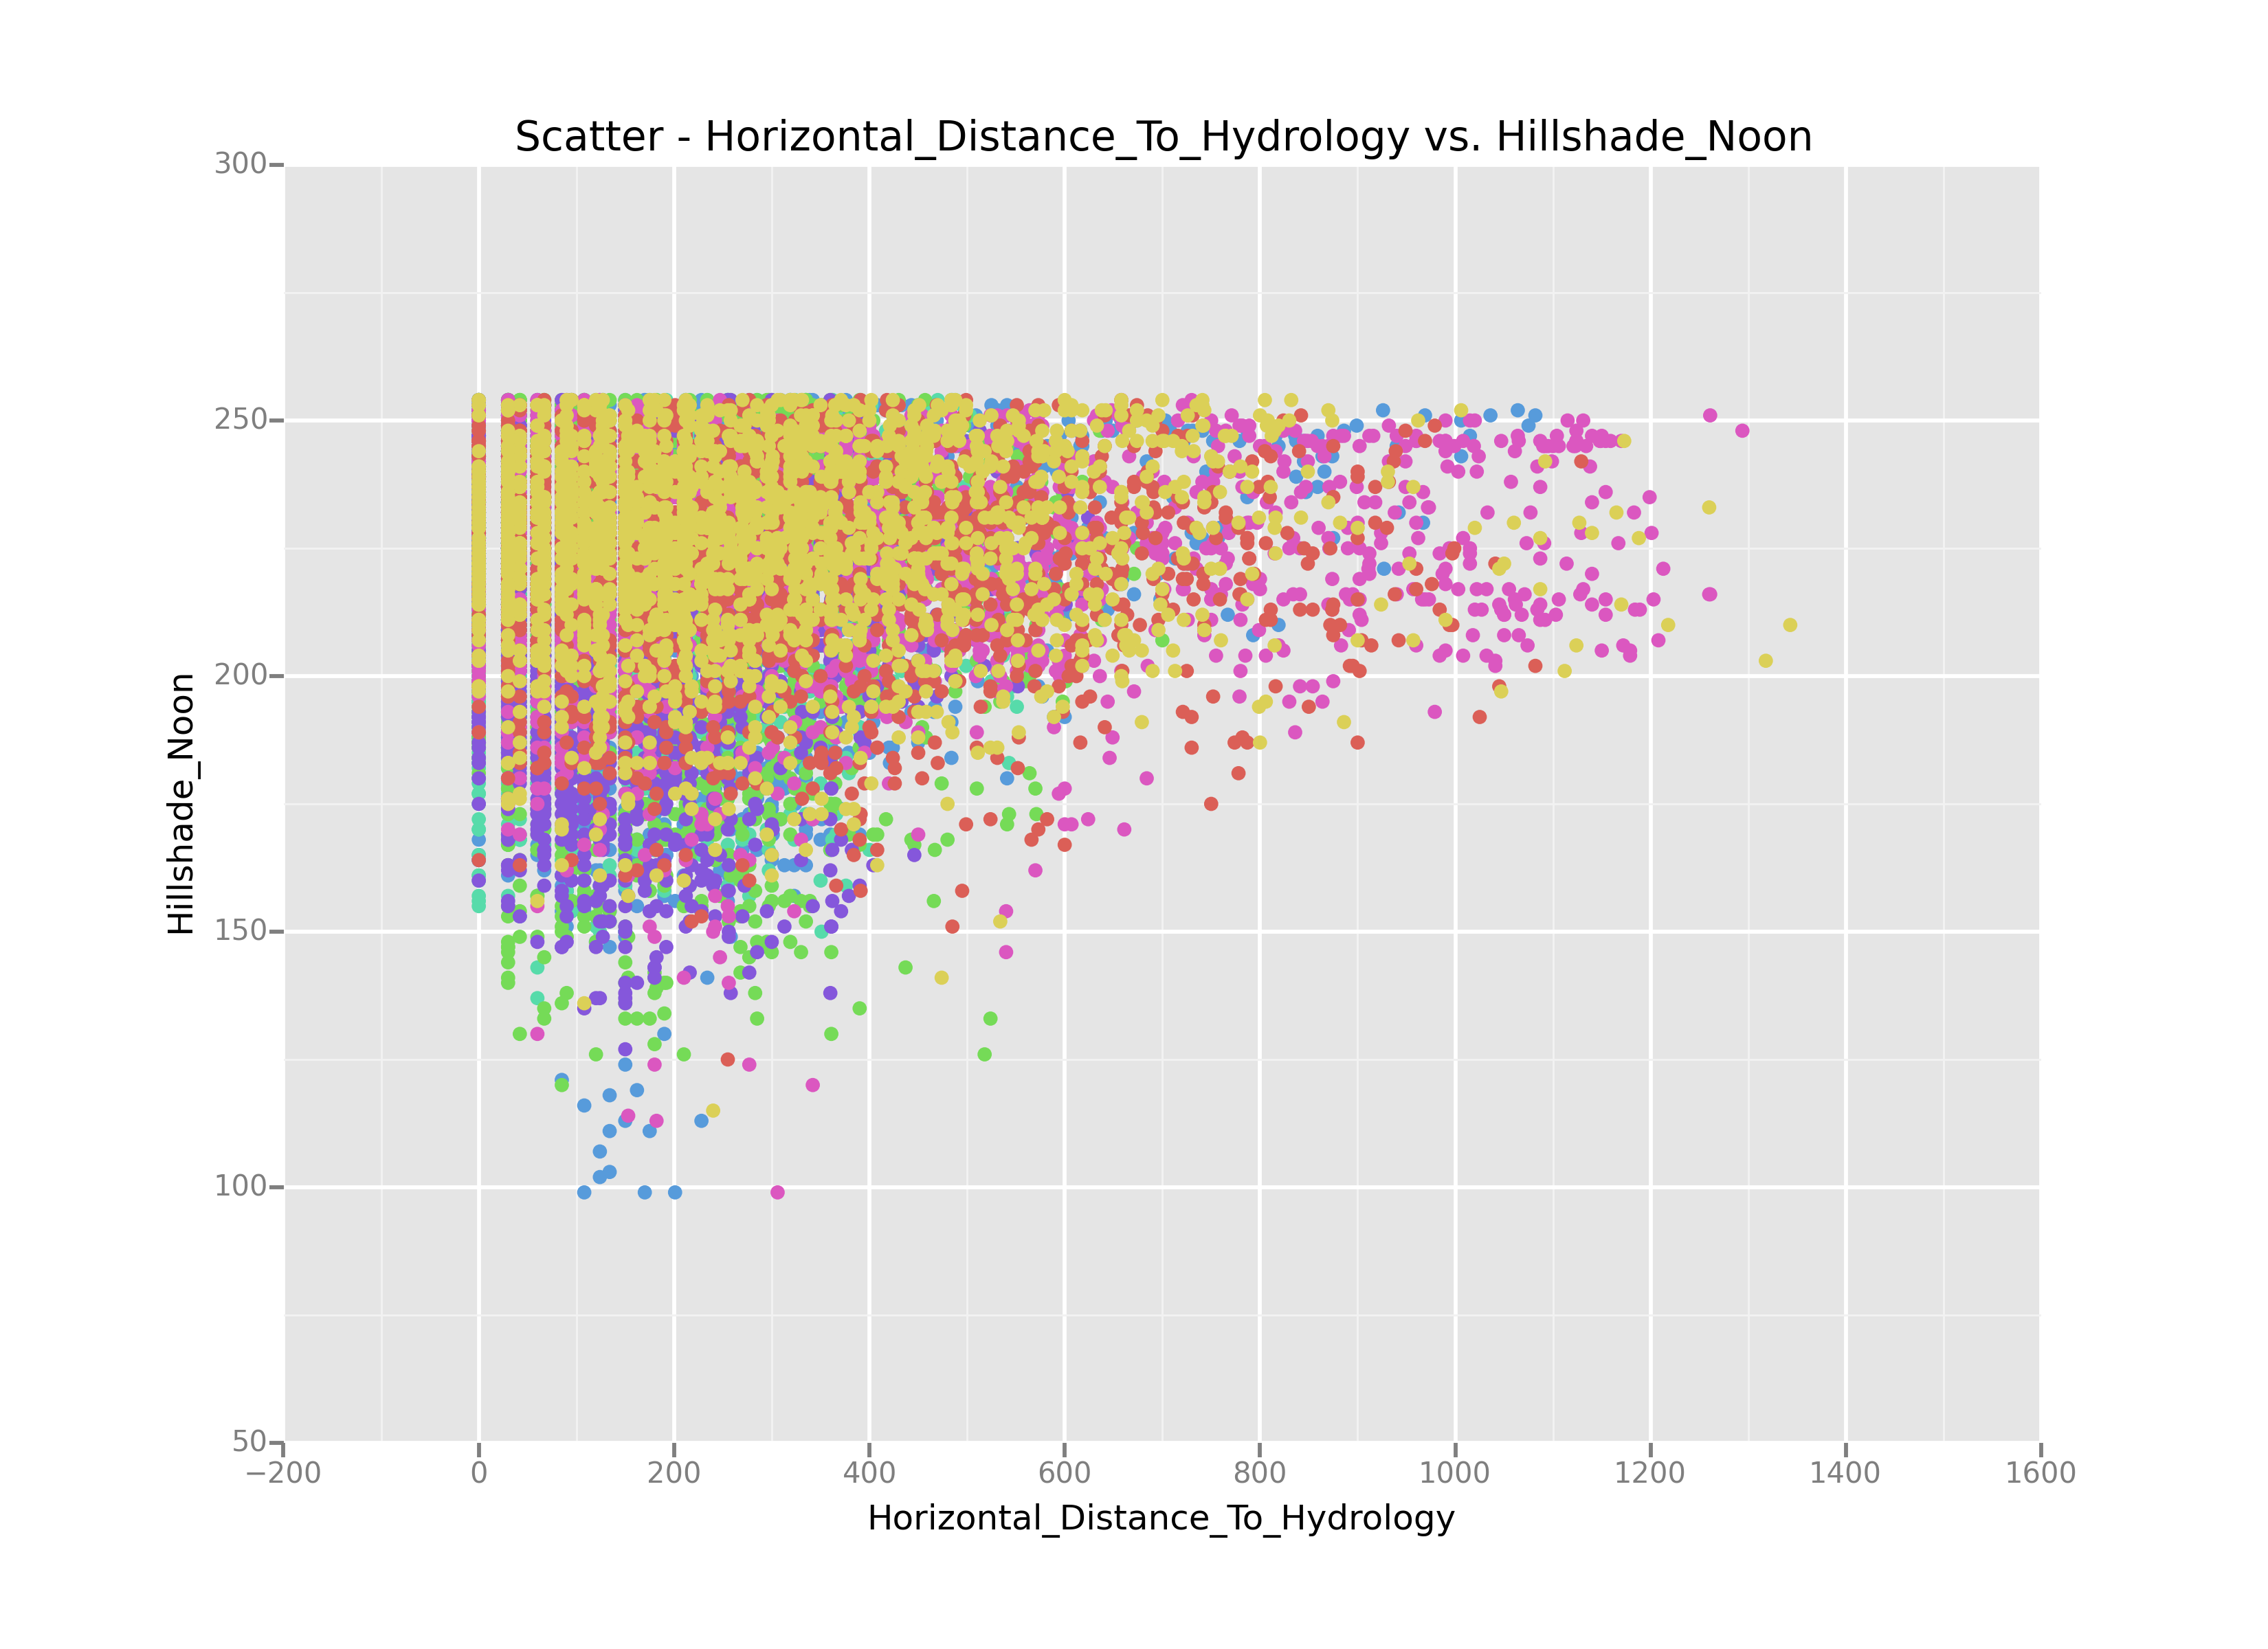 Scatter - Horizontal_Distance_To_Hydrology vs. Hillshade_Noon
300
250
200
150
100
50
Hillshade_Noon
−200 0 200 400 600 800 1000 1200 1400 1600
Horizontal_Distance_To_Hydrology